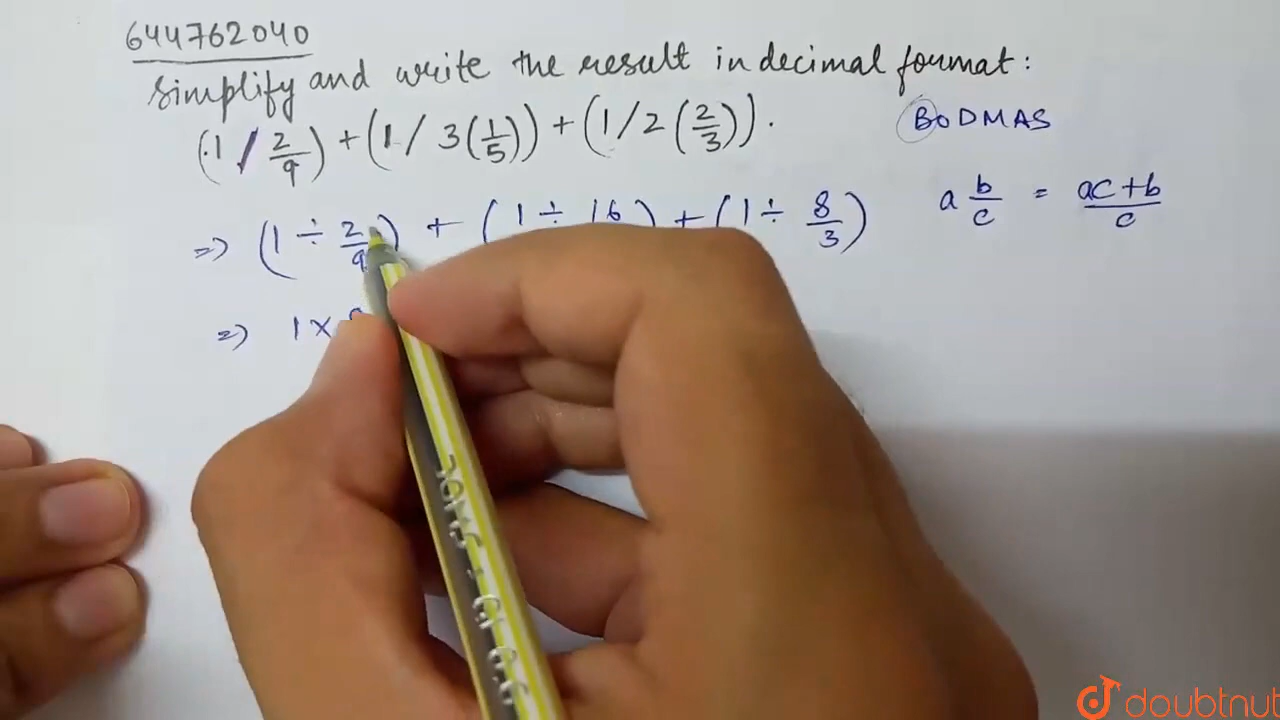 644762040
simplify and write the result in decimal format:
(1 / 2/9) + (1 / 3(1/5)) + (1/2(2/3)).
BODMAS
a b/c = ac+b/c
=> (1 ÷ 2/9) + (1 ÷ 16) + (1 ÷ 8/3)
=> 1 ×
doubtnut